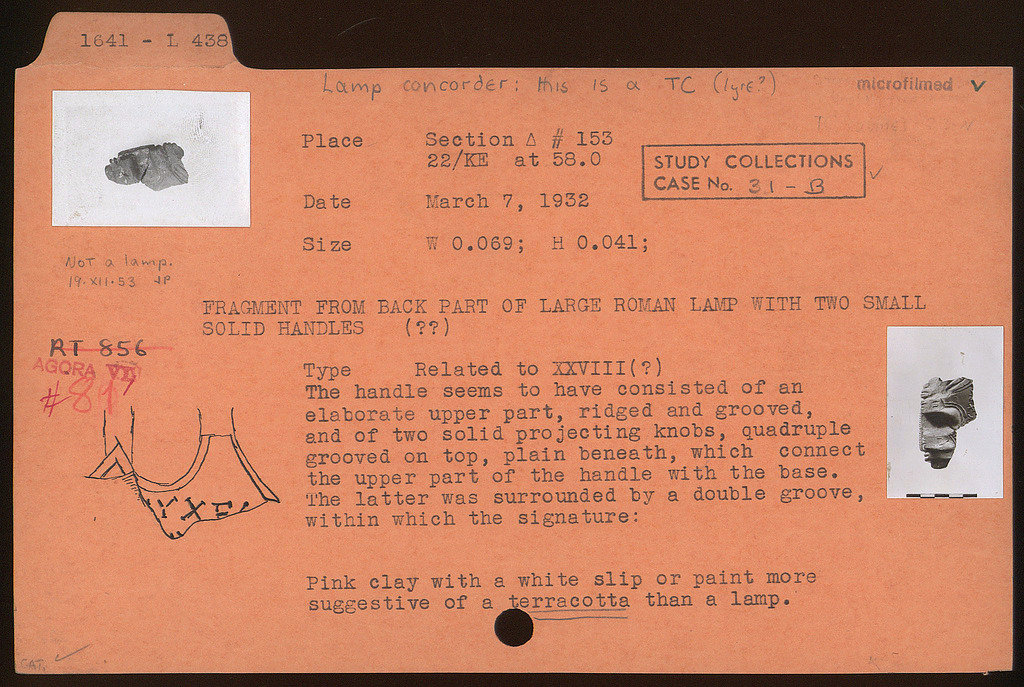 1641 - L 438
Lamp concorder: this is a TC (lyre?)
microfilmed ✓
Place Section Δ # 153
22/KE at 58.0
STUDY COLLECTIONS
CASE No. 31 - B ✓
Date March 7, 1932
Size W 0.069; H 0.041;
Not a lamp.
19.XII.53 JP
FRAGMENT FROM BACK PART OF LARGE ROMAN LAMP WITH TWO SMALL
SOLID HANDLES (??)
RT 856
AGORA VII
#
Type Related to XXVIII(?)
The handle seems to have consisted of an
elaborate upper part, ridged and grooved,
and of two solid projecting knobs, quadruple
grooved on top, plain beneath, which connect
the upper part of the handle with the base.
The latter was surrounded by a double groove,
within which the signature:
Pink clay with a white slip or paint more
suggestive of a terracotta than a lamp.